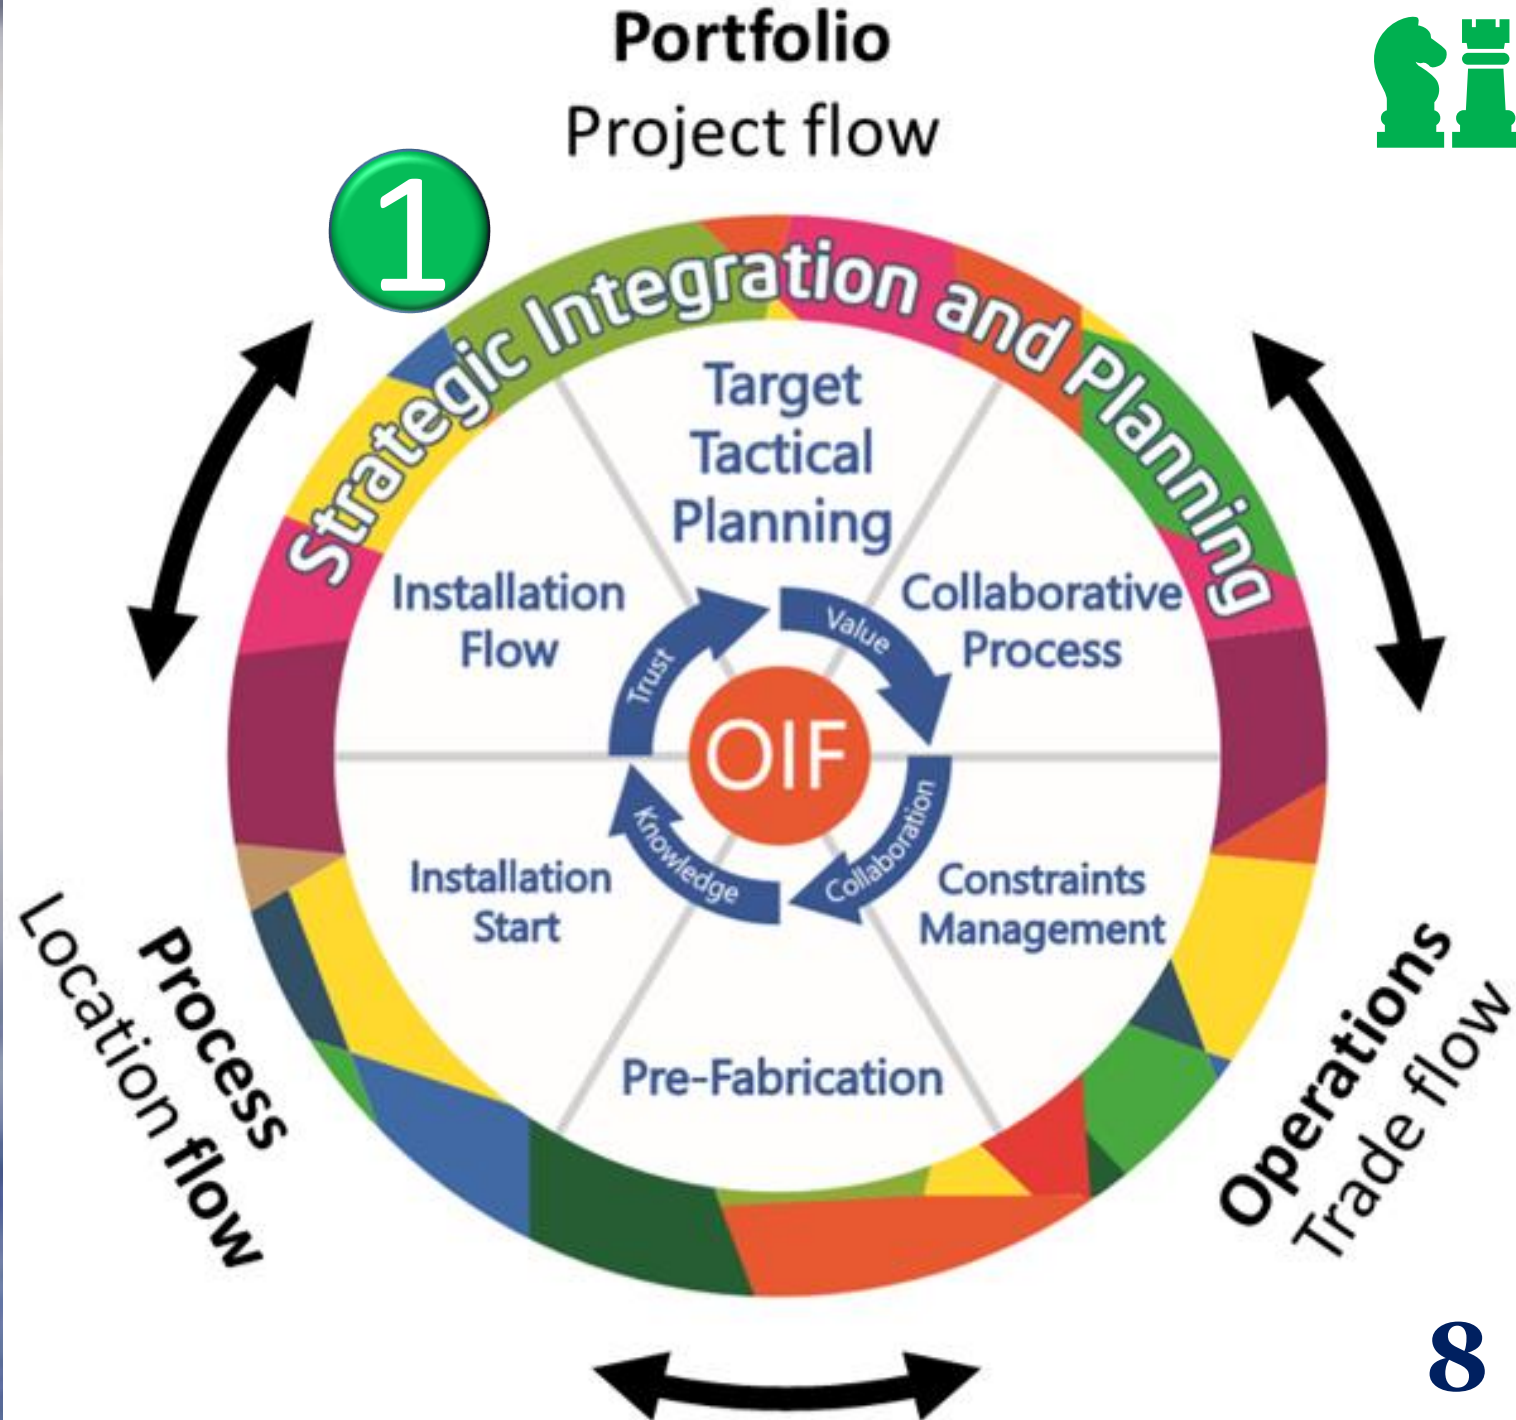 Portfolio
Project flow
1
Strategic Integration and Planning
Target
Tactical
Planning
Installation
Flow
Collaborative
Process
Trust
Value
OIF
Knowledge
Collaboration
Installation
Start
Constraints
Management
Pre-Fabrication
Process
Location flow
Operations
Trade flow
8